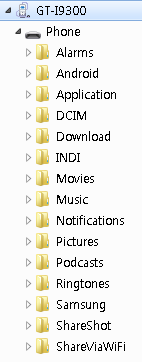 GT-I9300
Phone
Alarms
Android
Application
DCIM
Download
INDI
Movies
Music
Notifications
Pictures
Podcasts
Ringtones
Samsung
ShareShot
ShareViaWiFi